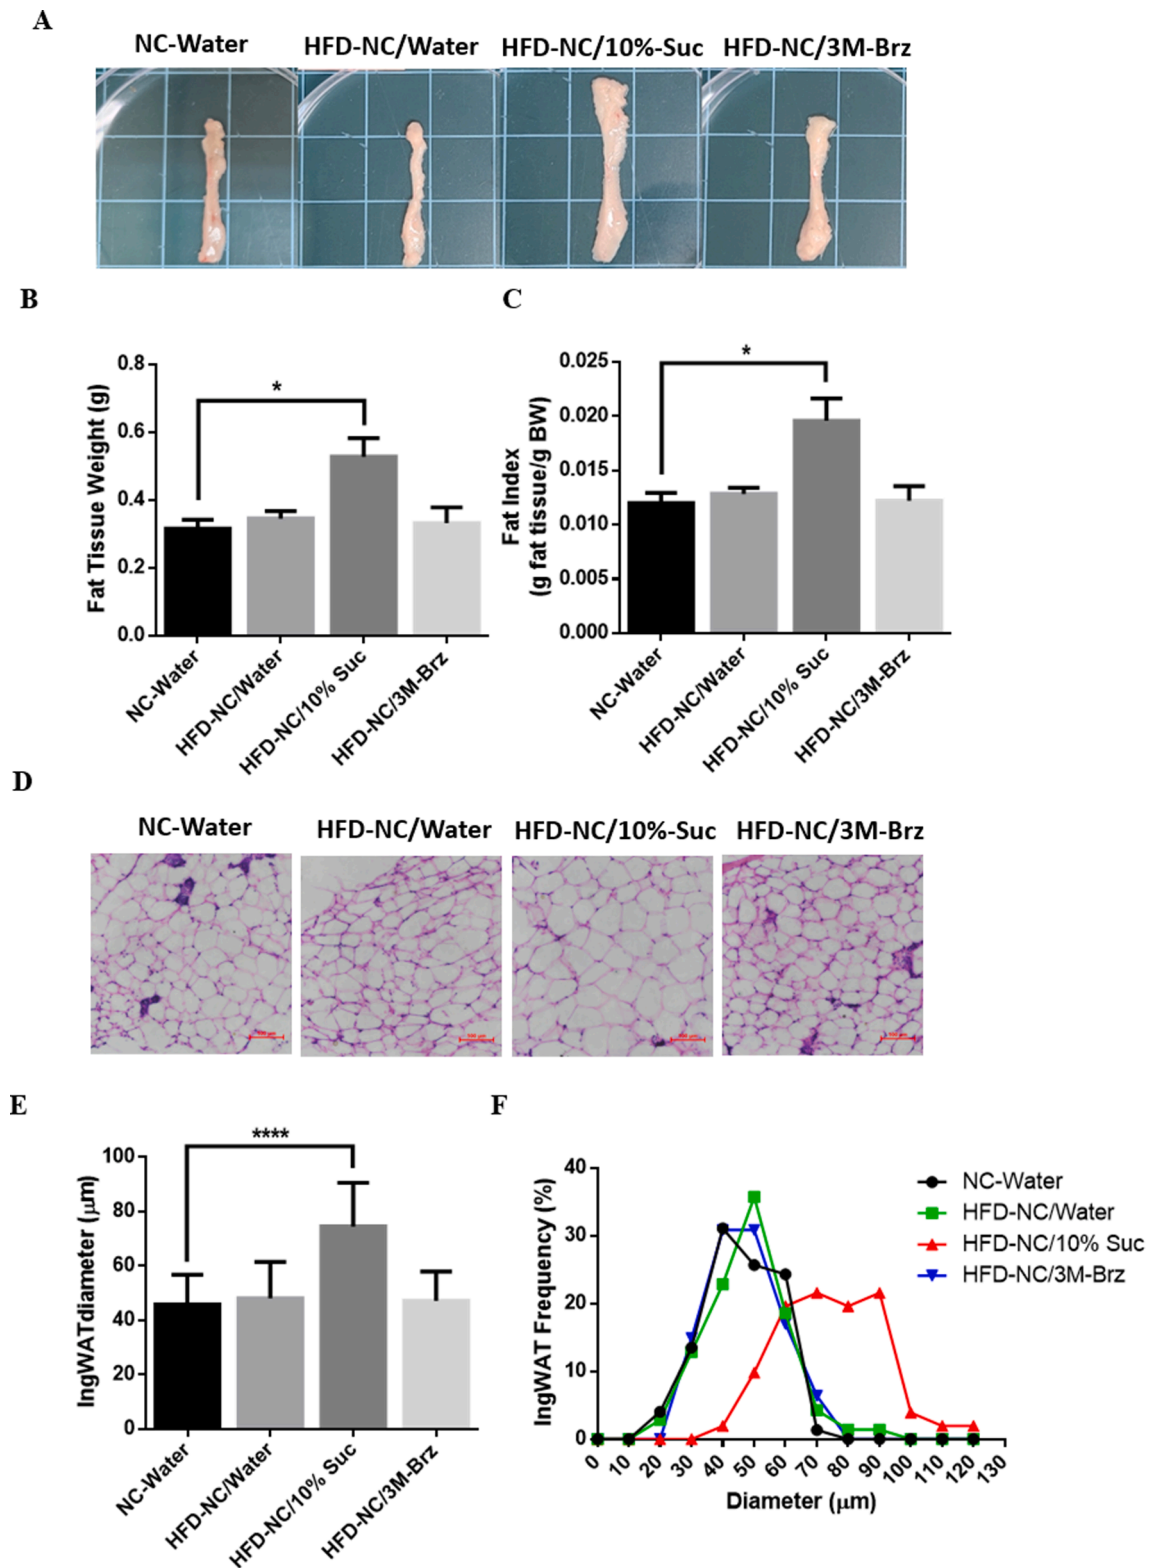 A
NC-Water HFD-NC/Water HFD-NC/10%-Suc HFD-NC/3M-Brz
B
Fat Tissue Weight (g)
0.8
0.6
0.4
0.2
0.0
*
NC-Water
HFD-NC/Water
HFD-NC/10% Suc
HFD-NC/3M-Brz
C
Fat Index
(g fat tissue/g BW)
0.025
0.020
0.015
0.010
0.005
0.000
*
NC-Water
HFD-NC/Water
HFD-NC/10% Suc
HFD-NC/3M-Brz
D
NC-Water HFD-NC/Water HFD-NC/10%-Suc HFD-NC/3M-Brz
E
IngWATdiameter (μm)
100
80
60
40
20
0
****
NC-Water
HFD-NC/Water
HFD-NC/10% Suc
HFD-NC/3M-Brz
F
IngWAT Frequency (%)
40
30
20
10
0
0 10 20 30 40 50 60 70 80 90 100 110 120 130
Diameter (μm)
NC-Water
HFD-NC/Water
HFD-NC/10% Suc
HFD-NC/3M-Brz